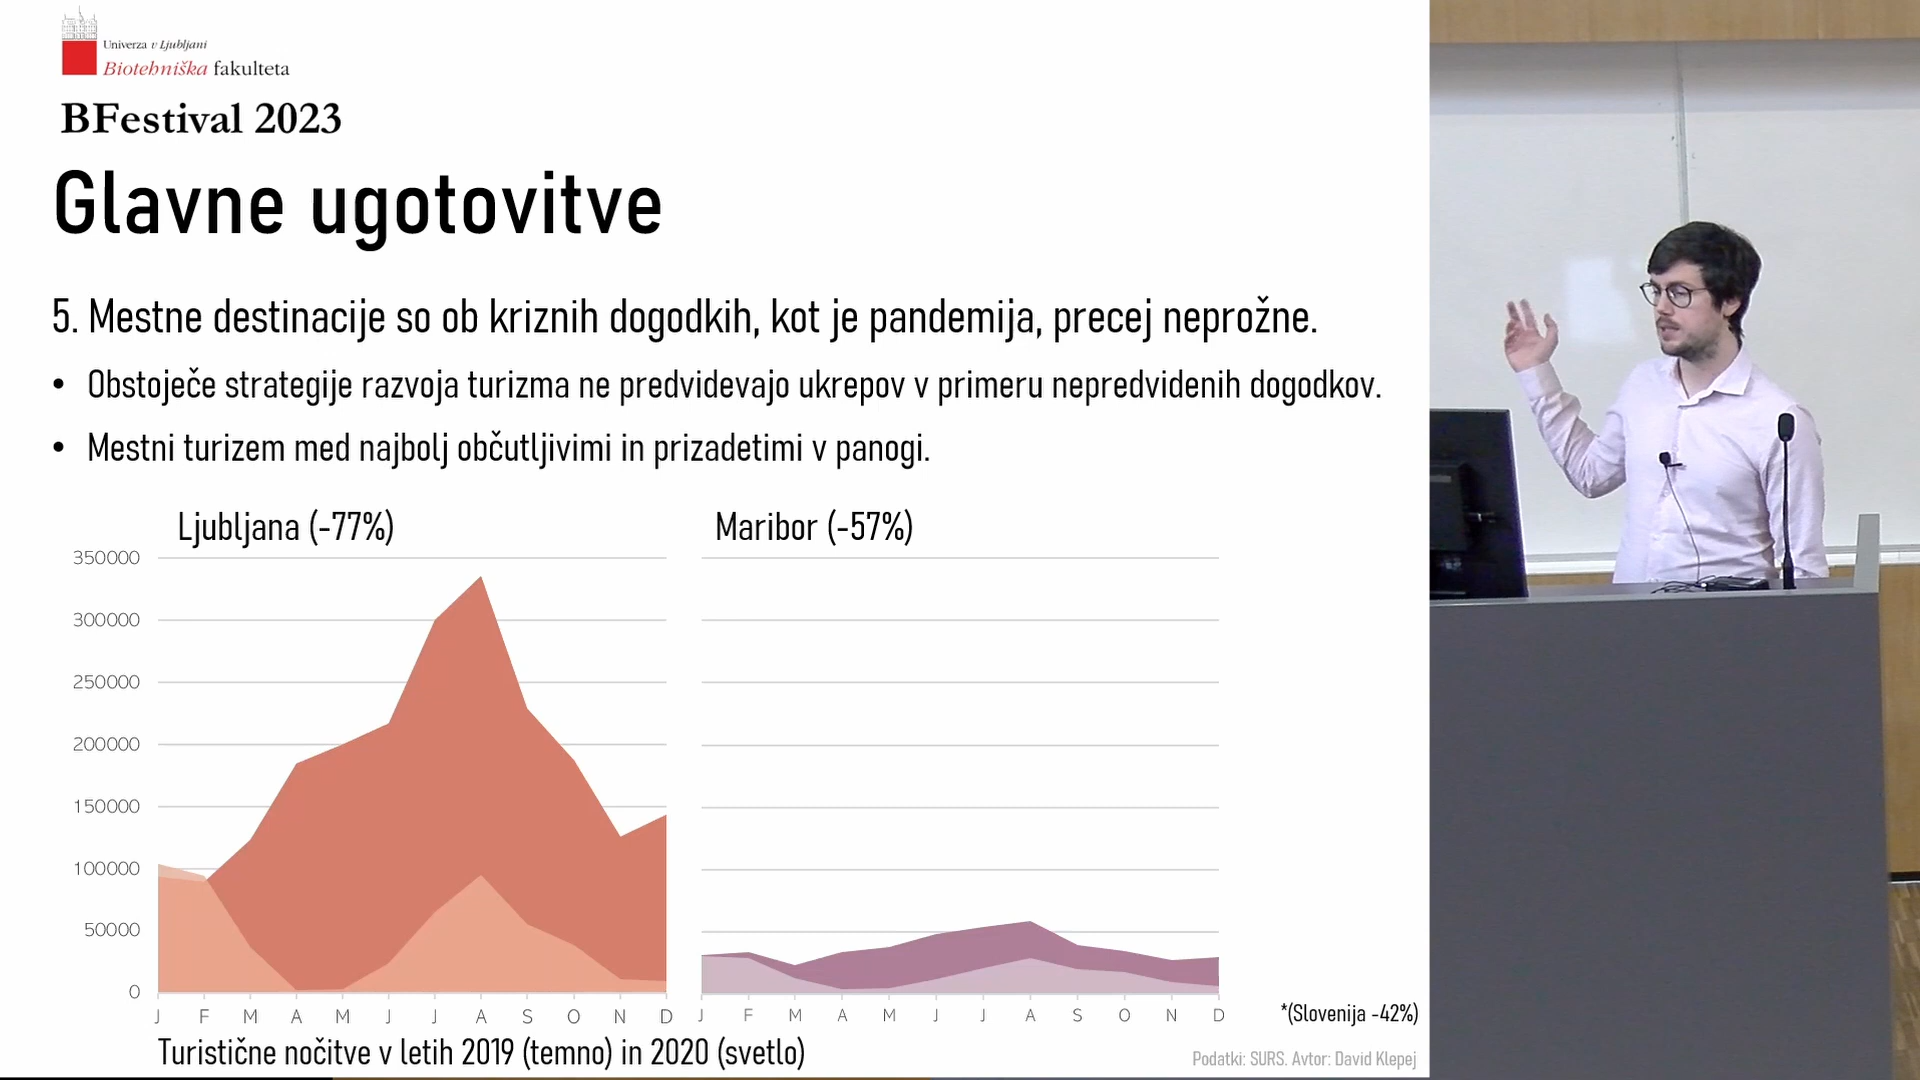 Univerza v Ljubljani
Biotehniška fakulteta
BFestival 2023
Glavne ugotovitve
5. Mestne destinacije so ob kriznih dogodkih, kot je pandemija, precej neprožne.
• Obstoječe strategije razvoja turizma ne predvidevajo ukrepov v primeru nepredvidenih dogodkov.
• Mestni turizem med najbolj občutljivimi in prizadetimi v panogi.
Ljubljana (-77%)
350000
300000
250000
200000
150000
100000
50000
0
J F M A M J J A S O N D
Maribor (-57%)
J F M A M J J A S O N D
*(Slovenija -42%)
Turistične nočitve v letih 2019 (temno) in 2020 (svetlo)
Podatki: SURS. Avtor: David Klepej